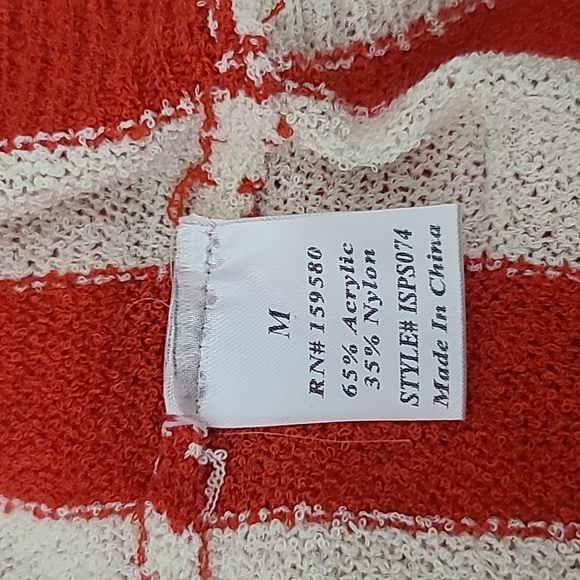 M
RN# 159580
65% Acrylic
35% Nylon
STYLE# ISPS074
Made In China